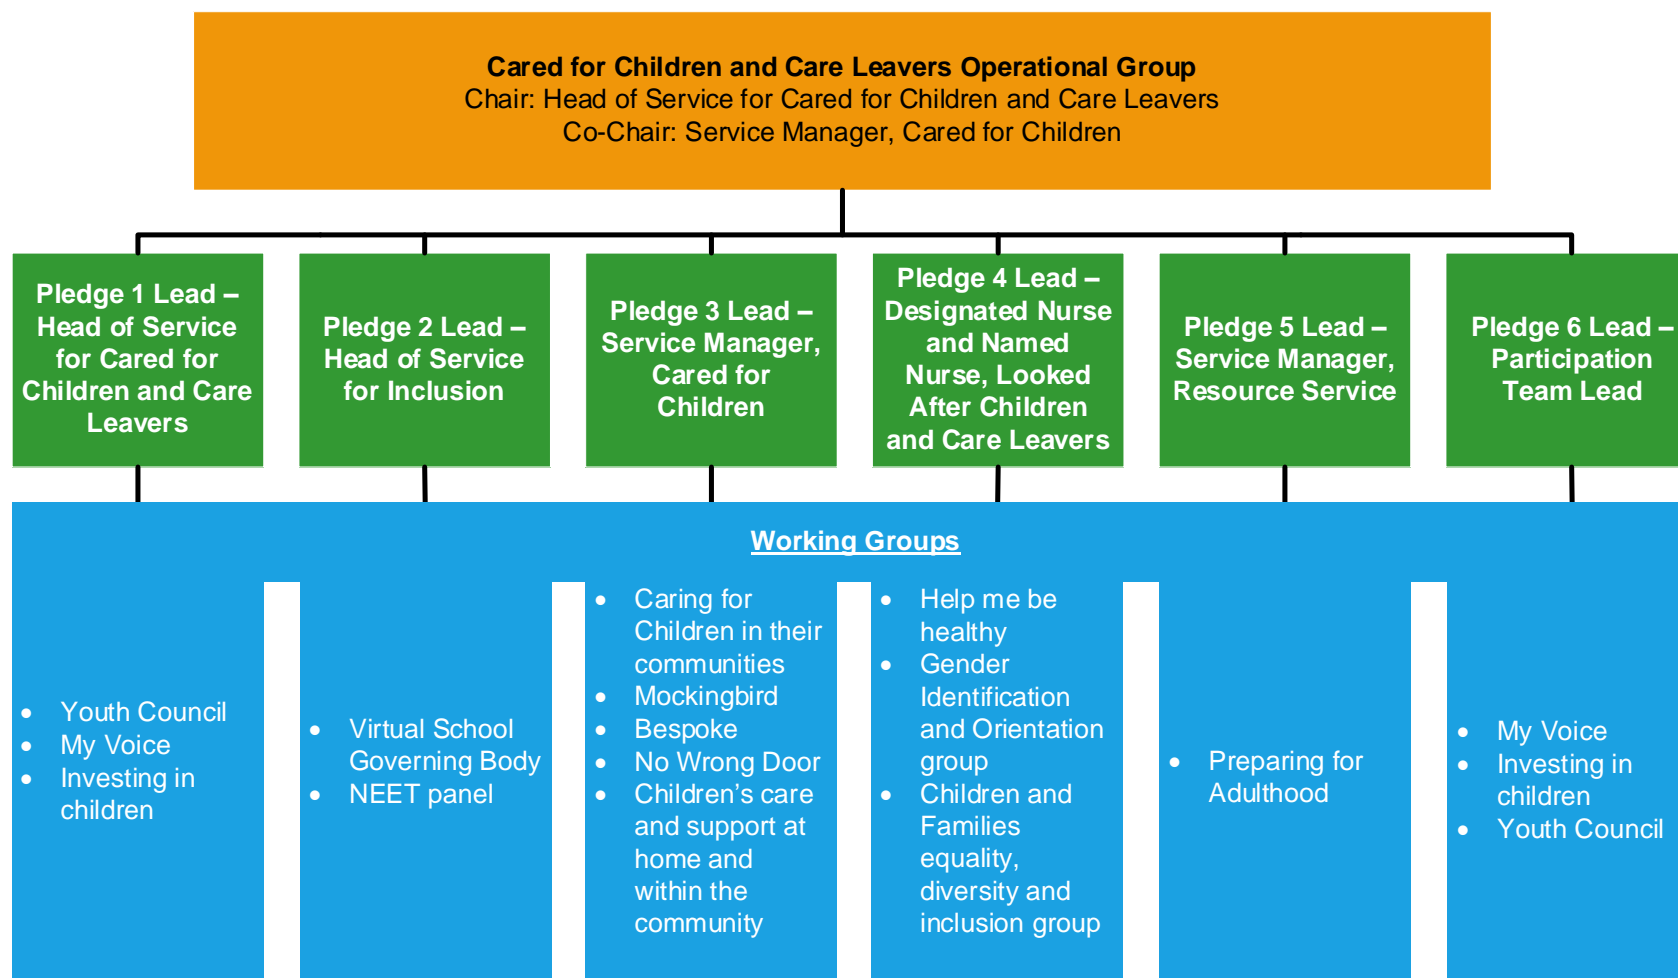 Cared for Children and Care Leavers Operational Group
Chair: Head of Service for Cared for Children and Care Leavers
Co-Chair: Service Manager, Cared for Children
Pledge 1 Lead –
Head of Service
for Cared for
Children and Care
Leavers
Pledge 2 Lead –
Head of Service
for Inclusion
Pledge 3 Lead –
Service Manager,
Cared for
Children
Pledge 4 Lead –
Designated Nurse
and Named
Nurse, Looked
After Children
and Care Leavers
Pledge 5 Lead –
Service Manager,
Resource Service
Pledge 6 Lead –
Participation
Team Lead
Working Groups
• Youth Council
• My Voice
• Investing in
children
• Virtual School
Governing Body
• NEET panel
• Caring for
Children in their
communities
• Mockingbird
• Bespoke
• No Wrong Door
• Children’s care
and support at
home and
within the
community
• Help me be
healthy
• Gender
Identification
and Orientation
group
• Children and
Families
equality,
diversity and
inclusion group
• Preparing for
Adulthood
• My Voice
• Investing in
children
• Youth Council